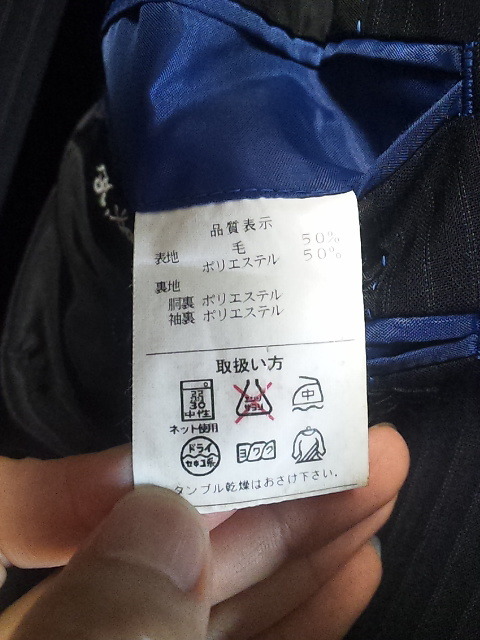 品質表示
表地 毛 50%
ポリエステル 50%
裏地
胴裏 ポリエステル
袖裏 ポリエステル
取扱い方
弱
30
中性
中
ネット使用
ドライ
セキユ系
ヨワク
タンブル乾燥はおさけ下さい。